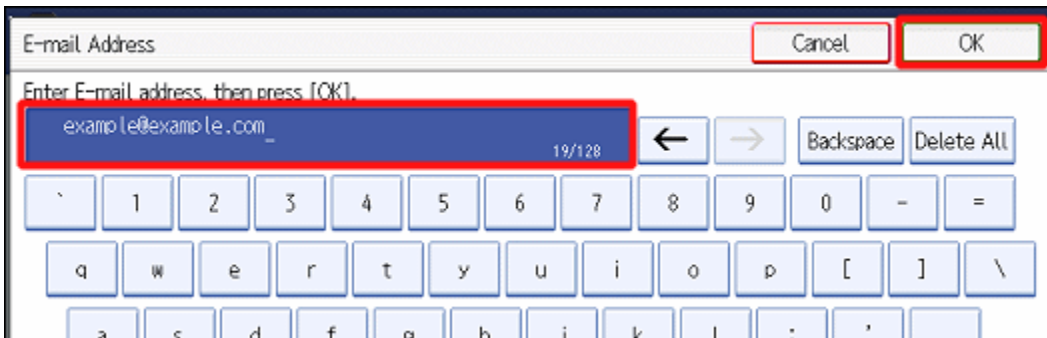 E-mail Address Cancel OK
Enter E-mail address, then press [OK].
example@example.com_
19/128 ← → Backspace Delete All
` 1 2 3 4 5 6 7 8 9 0 - =
q w e r t y u i o p [ ] \
a s d f g h j k l ; '